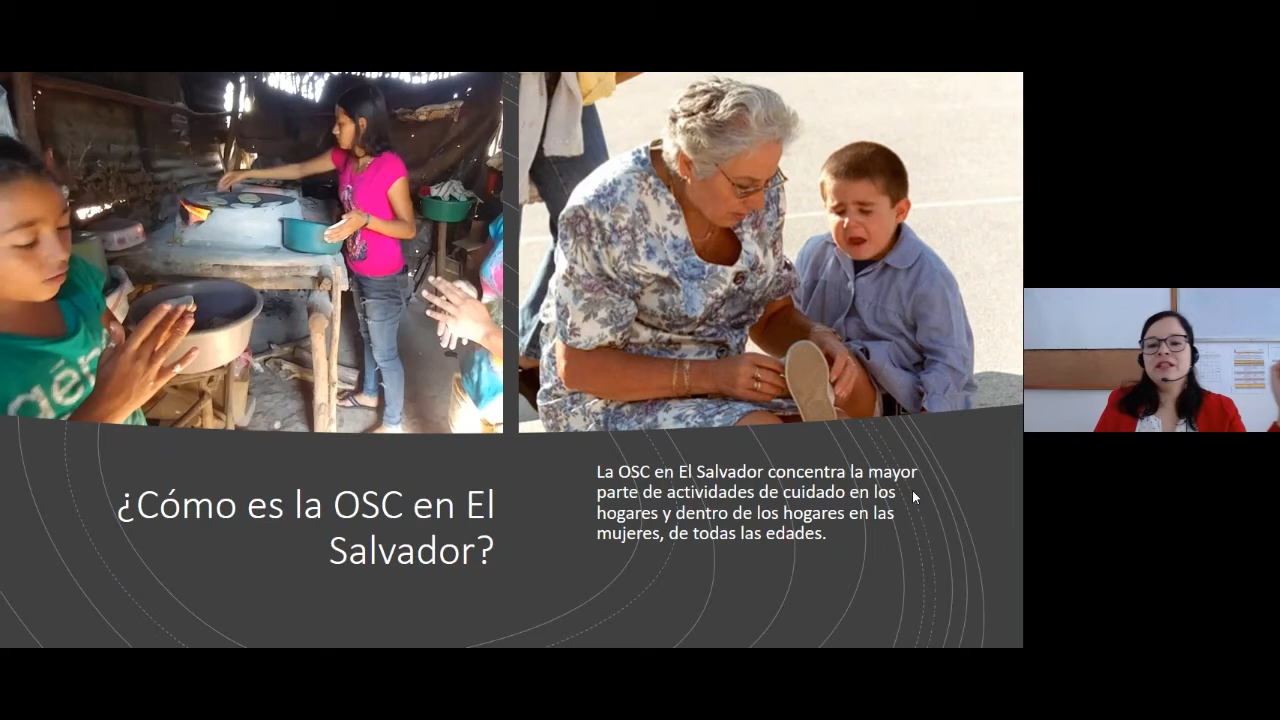 gén
¿Cómo es la OSC en El
Salvador?
La OSC en El Salvador concentra la mayor
parte de actividades de cuidado en los
hogares y dentro de los hogares en las
mujeres, de todas las edades.